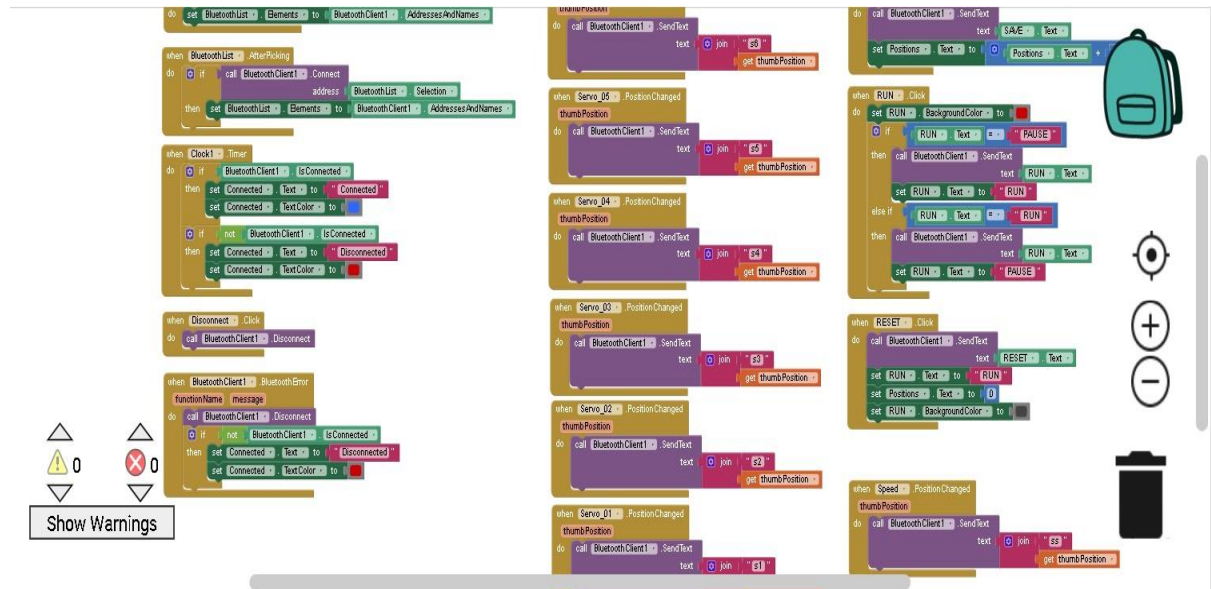 do set BluetoothList . Elements to BluetoothClient1 . AddressesAndNames
when BluetoothList .AfterPicking
do if call BluetoothClient1 .Connect
address BluetoothList . Selection
then set BluetoothList . Elements to BluetoothClient1 . AddressesAndNames
when Clock1 .Timer
do if BluetoothClient1 . IsConnected
then set Connected . Text to " Connected "
set Connected . TextColor to
if not BluetoothClient1 . IsConnected
then set Connected . Text to " Disconnected "
set Connected . TextColor to
when Disconnect .Click
do call BluetoothClient1 .Disconnect
when BluetoothClient1 .BluetoothError
functionName message
do call BluetoothClient1 .Disconnect
if not BluetoothClient1 . IsConnected
then set Connected . Text to " Disconnected "
set Connected . TextColor to
0 0
Show Warnings
thumbPosition
do call BluetoothClient1 .SendText
text join " s6 "
get thumbPosition
when Servo_05 .PositionChanged
thumbPosition
do call BluetoothClient1 .SendText
text join " s5 "
get thumbPosition
when Servo_04 .PositionChanged
thumbPosition
do call BluetoothClient1 .SendText
text join " s4 "
get thumbPosition
when Servo_03 .PositionChanged
thumbPosition
do call BluetoothClient1 .SendText
text join " s3 "
get thumbPosition
when Servo_02 .PositionChanged
thumbPosition
do call BluetoothClient1 .SendText
text join " s2 "
get thumbPosition
when Servo_01 .PositionChanged
thumbPosition
do call BluetoothClient1 .SendText
text join " s1 "
do call BluetoothClient1 .SendText
text SAVE . Text
set Positions . Text to Positions . Text +
when RUN .Click
do set RUN . BackgroundColor to
if RUN . Text = " PAUSE "
then call BluetoothClient1 .SendText
text RUN . Text
set RUN . Text to " RUN "
else if RUN . Text = " RUN "
then call BluetoothClient1 .SendText
text RUN . Text
set RUN . Text to " PAUSE "
when RESET .Click
do call BluetoothClient1 .SendText
text RESET . Text
set RUN . Text to " RUN "
set Positions . Text to 0
set RUN . BackgroundColor to
when Speed .PositionChanged
thumbPosition
do call BluetoothClient1 .SendText
text join " ss "
get thumbPosition